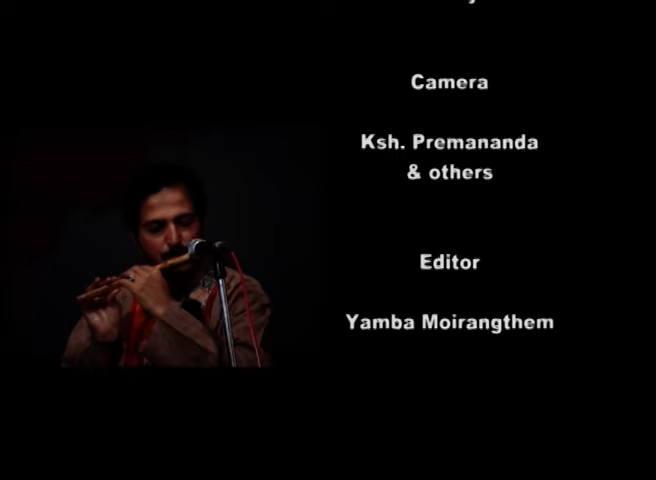 Camera
Ksh. Premananda
& others
Editor
Yamba Moirangthem